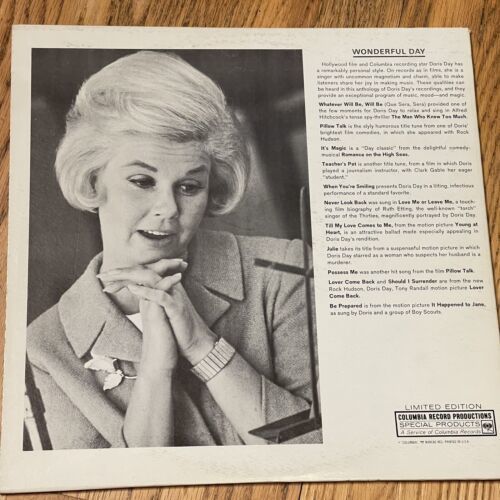 WONDERFUL DAY
Hollywood film and Columbia recording star Doris Day has
a remarkably personal style. On records as in films, she is a
singer with uncommon magnetism and charm, able to make
listeners share her joy in making music. These qualities can
be heard in this anthology of Doris Day's recordings, and they
provide an exceptional program of music, mood—and magic.
Whatever Will Be, Will Be (Que Sera, Sera) provided one of
the few moments for Doris Day to relax and sing in Alfred
Hitchcock's tense spy-thriller The Man Who Knew Too Much.
Pillow Talk is the slyly humorous title tune from one of Doris'
brightest film comedies, in which she appeared with Rock
Hudson.
It's Magic is a "Day classic" from the delightful comedy-
musical Romance on the High Seas.
Teacher's Pet is another title tune, from a film in which Doris
played a journalism instructor, with Clark Gable her eager
"student."
When You're Smiling presents Doris Day in a lilting, infectious
performance of a standard favorite.
Never Look Back was sung in Love Me or Leave Me, a touch-
ing film biography of Ruth Etting, the well-known "torch"
singer of the Thirties, magnificently portrayed by Doris Day.
Till My Love Comes to Me, from the motion picture Young at
Heart, is an attractive ballad made especially appealing in
Doris Day's rendition.
Julie takes its title from a suspenseful motion picture in which
Doris Day starred as a woman who suspects her husband is a
murderer.
Possess Me was another hit song from the film Pillow Talk.
Lover Come Back and Should I Surrender are from the new
Rock Hudson, Doris Day, Tony Randall motion picture Lover
Come Back.
Be Prepared is from the motion picture It Happened to Jane,
as sung by Doris and a group of Boy Scouts.
LIMITED EDITION
COLUMBIA RECORD PRODUCTIONS
SPECIAL PRODUCTS
A Service of Columbia Records
PRINTED IN U.S.A.